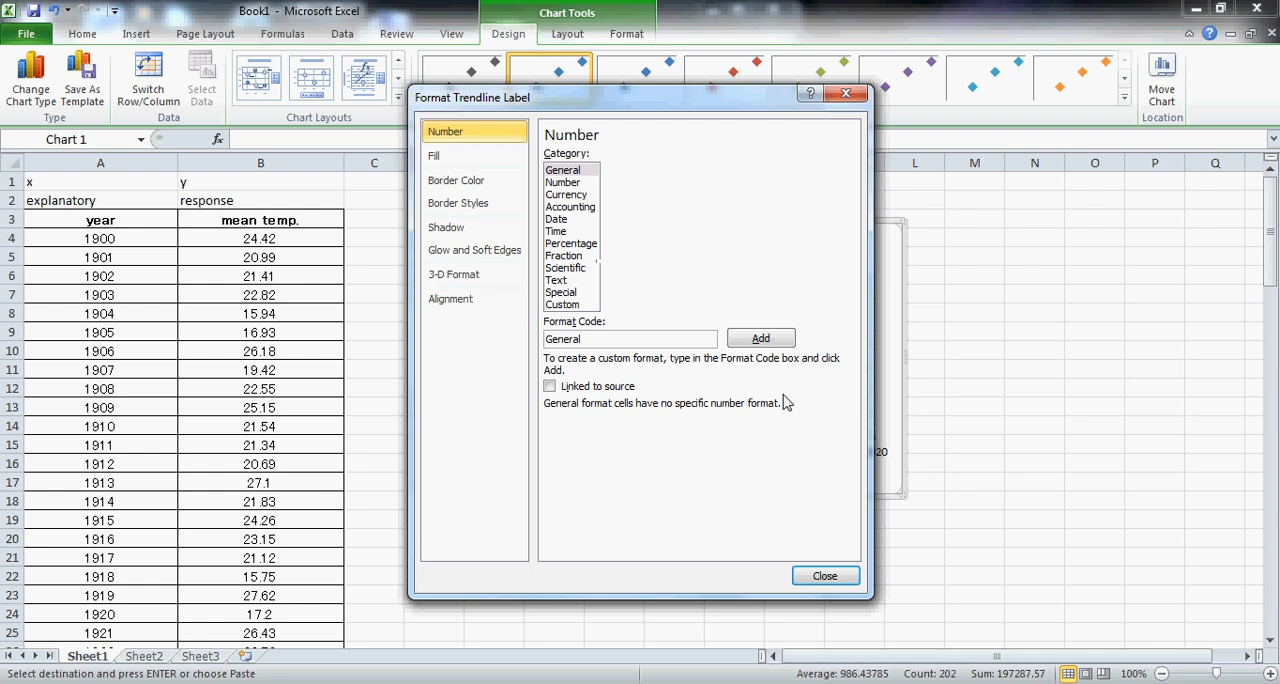 Book1 - Microsoft Excel
Chart Tools
File Home Insert Page Layout Formulas Data Review View Design Layout Format
Change Chart Type
Save As Template
Switch Row/Column
Select Data
Move Chart
Type Data Chart Layouts Location
Chart 1 fx
A B C L M N O P Q
1 x y
2 explanatory response
3 year mean temp.
4 1900 24.42
5 1901 20.99
6 1902 21.41
7 1903 22.82
8 1904 15.94
9 1905 16.93
10 1906 26.18
11 1907 19.42
12 1908 22.55
13 1909 25.15
14 1910 21.54
15 1911 21.34
16 1912 20.69
17 1913 27.1
18 1914 21.83
19 1915 24.26
20 1916 23.15
21 1917 21.12
22 1918 15.75
23 1919 27.62
24 1920 17.2
25 1921 26.43
Format Trendline Label
Number
Fill
Border Color
Border Styles
Shadow
Glow and Soft Edges
3-D Format
Alignment
Number
Category:
General
Number
Currency
Accounting
Date
Time
Percentage
Fraction
Scientific
Text
Special
Custom
Format Code:
General Add
To create a custom format, type in the Format Code box and click
Add.
Linked to source
General format cells have no specific number format.
Close
20
Sheet1 Sheet2 Sheet3
Select destination and press ENTER or choose Paste Average: 986.43785 Count: 202 Sum: 197287.57 100%